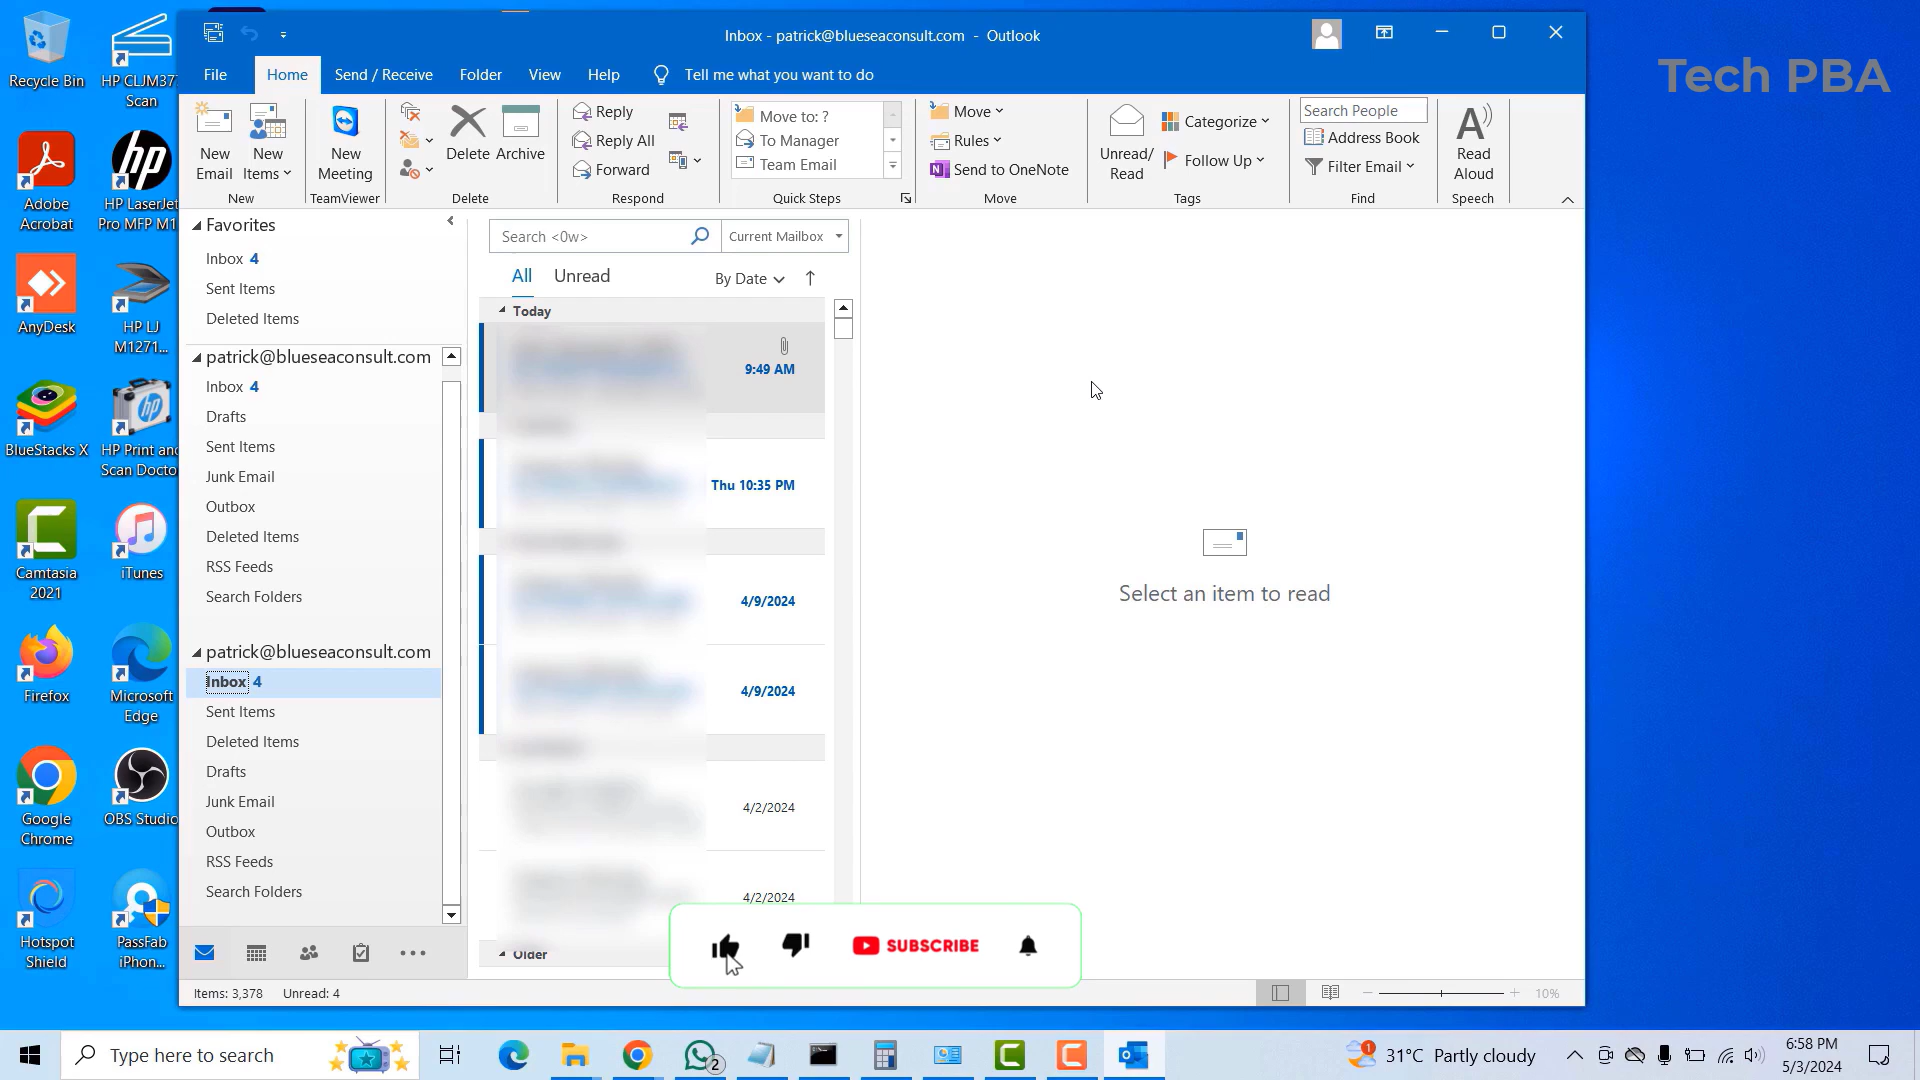 Inbox - patrick@blueseaconsult.com - Outlook
Tech PBA
File
Home
Send / Receive
Folder
View
Help
Tell me what you want to do
New Email
New Items
New
New Meeting
TeamViewer
Delete
Archive
Delete
Reply
Reply All
Forward
Respond
Move to: ?
To Manager
Team Email
Quick Steps
Move
Rules
Send to OneNote
Move
Unread/ Read
Categorize
Follow Up
Tags
Search People
Address Book
Filter Email
Find
Read Aloud
Speech
Recycle Bin
HP CLJM377 Scan
Adobe Acrobat
HP LaserJet Pro MFP M1
AnyDesk
HP LJ M1271...
BlueStacks X
HP Print and Scan Docto
Camtasia 2021
iTunes
Firefox
Microsoft Edge
Google Chrome
OBS Studio
Hotspot Shield
PassFab iPhon...
Favorites
Inbox 4
Sent Items
Deleted Items
patrick@blueseaconsult.com
Inbox 4
Drafts
Sent Items
Junk Email
Outbox
Deleted Items
RSS Feeds
Search Folders
patrick@blueseaconsult.com
Inbox 4
Sent Items
Deleted Items
Drafts
Junk Email
Outbox
RSS Feeds
Search Folders
Search <0w>
Current Mailbox
All
Unread
By Date
Today
9:49 AM
Thu 10:35 PM
4/9/2024
4/9/2024
4/2/2024
4/2/2024
Older
Select an item to read
SUBSCRIBE
Items: 3,378
Unread: 4
10%
Type here to search
2
1
31°C Partly cloudy
6:58 PM
5/3/2024